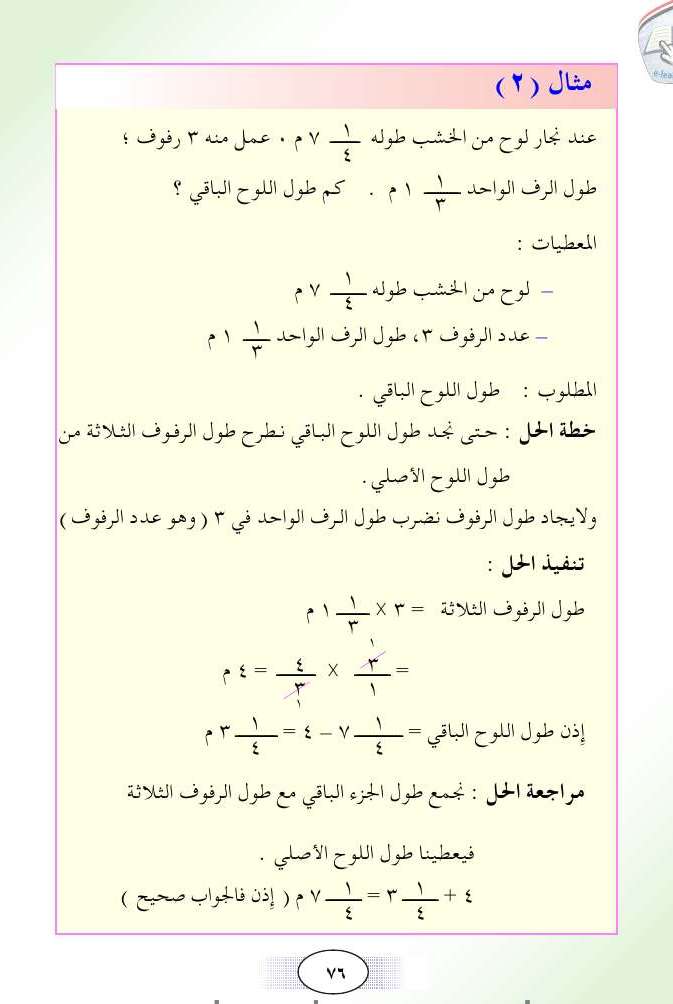 e-lea
مثال ( ٢ )
عند نجار لوح من الخشب طوله ١/٤ ٧ م ٠ عمل منه ٣ رفوف ؛
طول الرف الواحد ١/٣ ١ م . كم طول اللوح الباقي ؟
المعطيات :
– لوح من الخشب طوله ١/٤ ٧ م
– عدد الرفوف ٣، طول الرف الواحد ١/٣ ١ م
المطلوب : طول اللوح الباقي .
خطة الحل : حتى نجد طول اللوح الباقي نطرح طول الرفوف الثلاثة من
طول اللوح الأصلي .
ولايجاد طول الرفوف نضرب طول الرف الواحد في ٣ ( وهو عدد الرفوف )
تنفيذ الحل :
طول الرفوف الثلاثة = ٣ × ١/٣ ١ م
١
= ٣/١ × ٤/٣ = ٤ م
١
إذن طول اللوح الباقي = ١/٤ ٧ – ٤ = ١/٤ ٣ م
مراجعة الحل : نجمع طول الجزء الباقي مع طول الرفوف الثلاثة
فيعطينا طول اللوح الأصلي .
٤ + ١/٤ ٣ = ١/٤ ٧ م ( إذن فالجواب صحيح )
٧٦